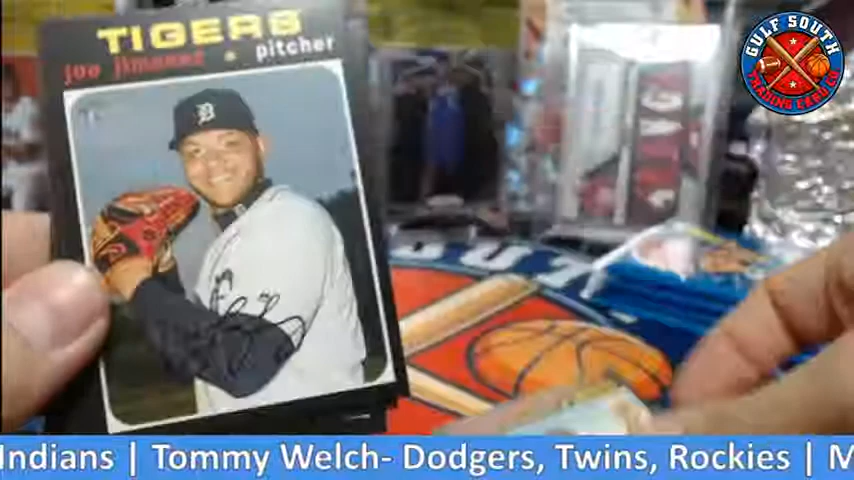 TIGERS
joe jimenez • pitcher
GULF SOUTH
TRADING CARD CO
Indians | Tommy Welch- Dodgers, Twins, Rockies | M